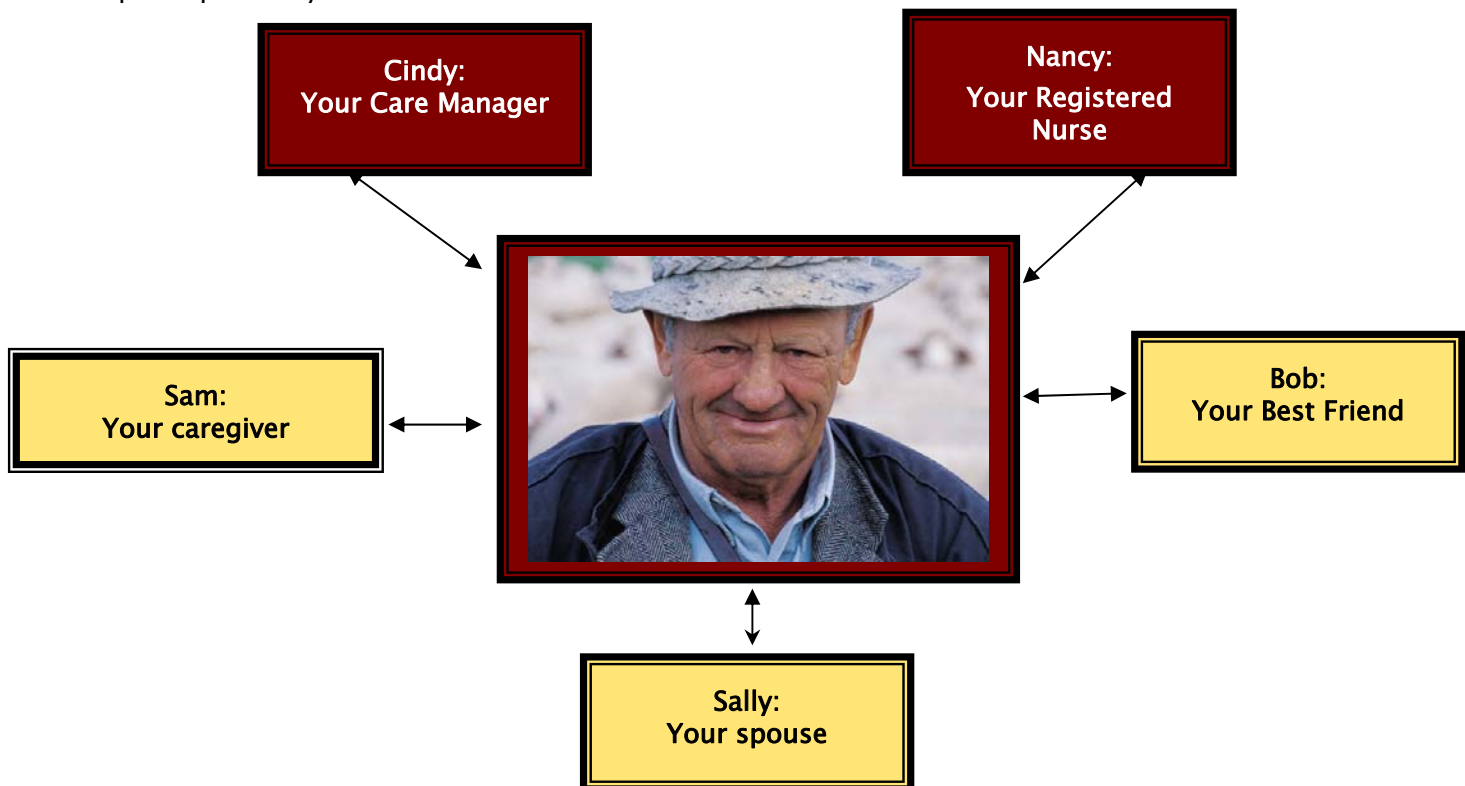 Cindy:
Your Care Manager
Nancy:
Your Registered
Nurse
Sam:
Your caregiver
Bob:
Your Best Friend
Sally:
Your spouse